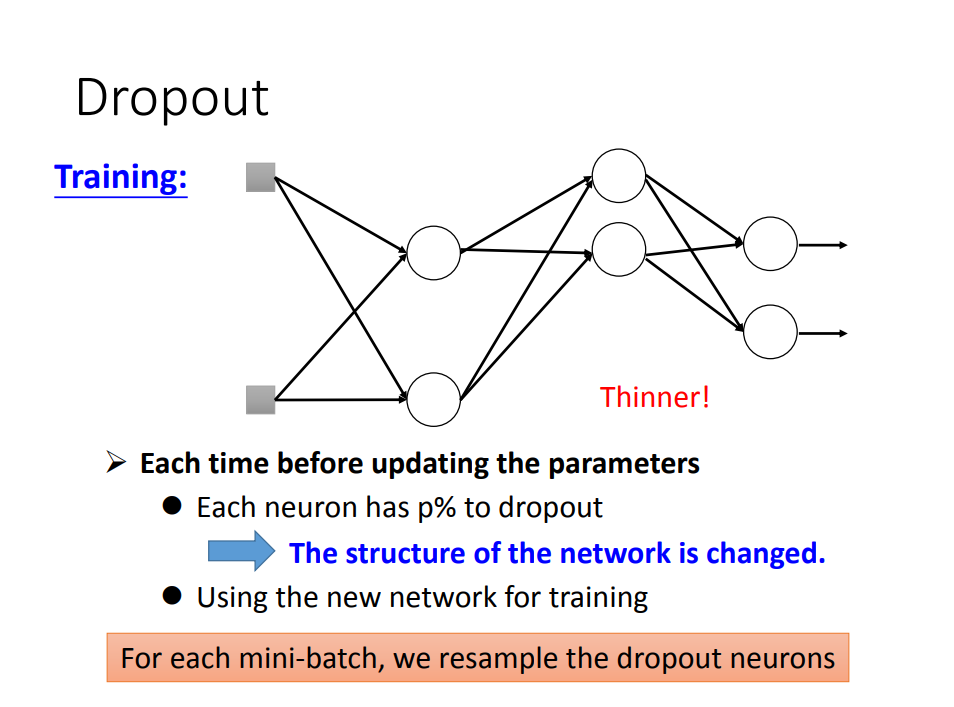 Dropout
Training:
Thinner!
➢ Each time before updating the parameters
● Each neuron has p% to dropout
The structure of the network is changed.
● Using the new network for training
For each mini-batch, we resample the dropout neurons